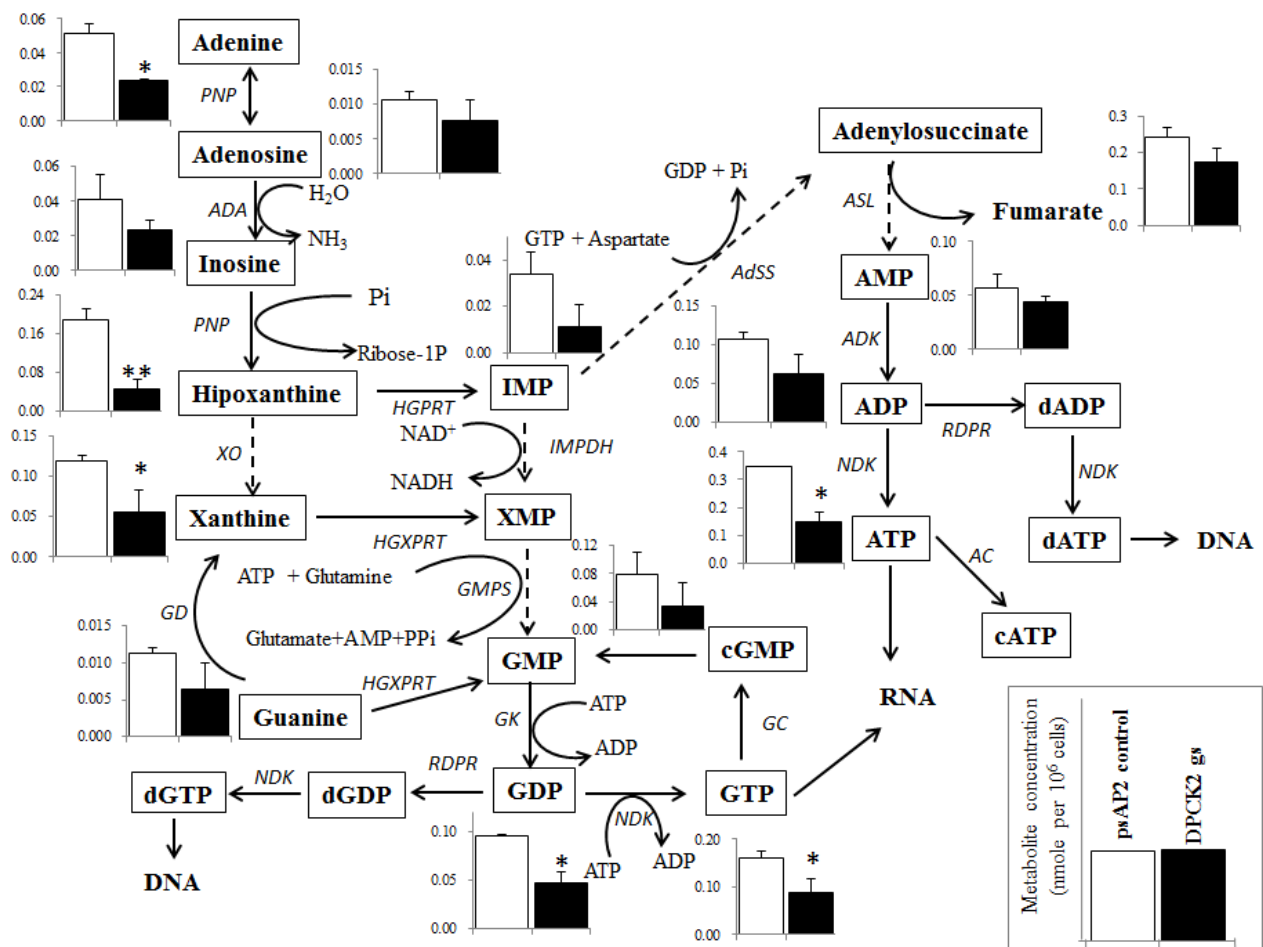 0.06
0.04
0.02
0.00
*
Adenine
PNP
0.015
0.010
0.005
0.000
Adenosine
0.06
0.04
0.02
0.00
ADA
H2O
NH3
Inosine
0.24
0.16
0.08
0.00
**
PNP
Pi
Ribose-1P
Hipoxanthine
HGPRT
IMP
0.04
0.02
0.00
GTP + Aspartate
GDP + Pi
AdSS
Adenylosuccinate
0.3
0.2
0.1
0.0
ASL
Fumarate
AMP
0.10
0.05
0.00
ADK
0.15
0.10
0.05
0.00
ADP
RDPR
dADP
NDK
NDK
0.4
0.3
0.2
0.1
0.0
*
ATP
dATP
DNA
AC
cATP
RNA
0.15
0.10
0.05
0.00
*
XO
NAD+
NADH
IMPDH
Xanthine
XMP
HGXPRT
ATP + Glutamine
GMPS
Glutamate+AMP+PPi
GD
0.12
0.08
0.04
0.00
0.015
0.010
0.005
0.000
Guanine
HGXPRT
GMP
cGMP
GK
ATP
ADP
GC
dGTP
NDK
dGDP
RDPR
GDP
NDK
ATP
ADP
GTP
DNA
0.10
0.05
0.00
*
0.20
0.10
0.00
*
Metabolite concentration
(nmole per 10^6 cells)
psAP2 control
DPCK2 gs